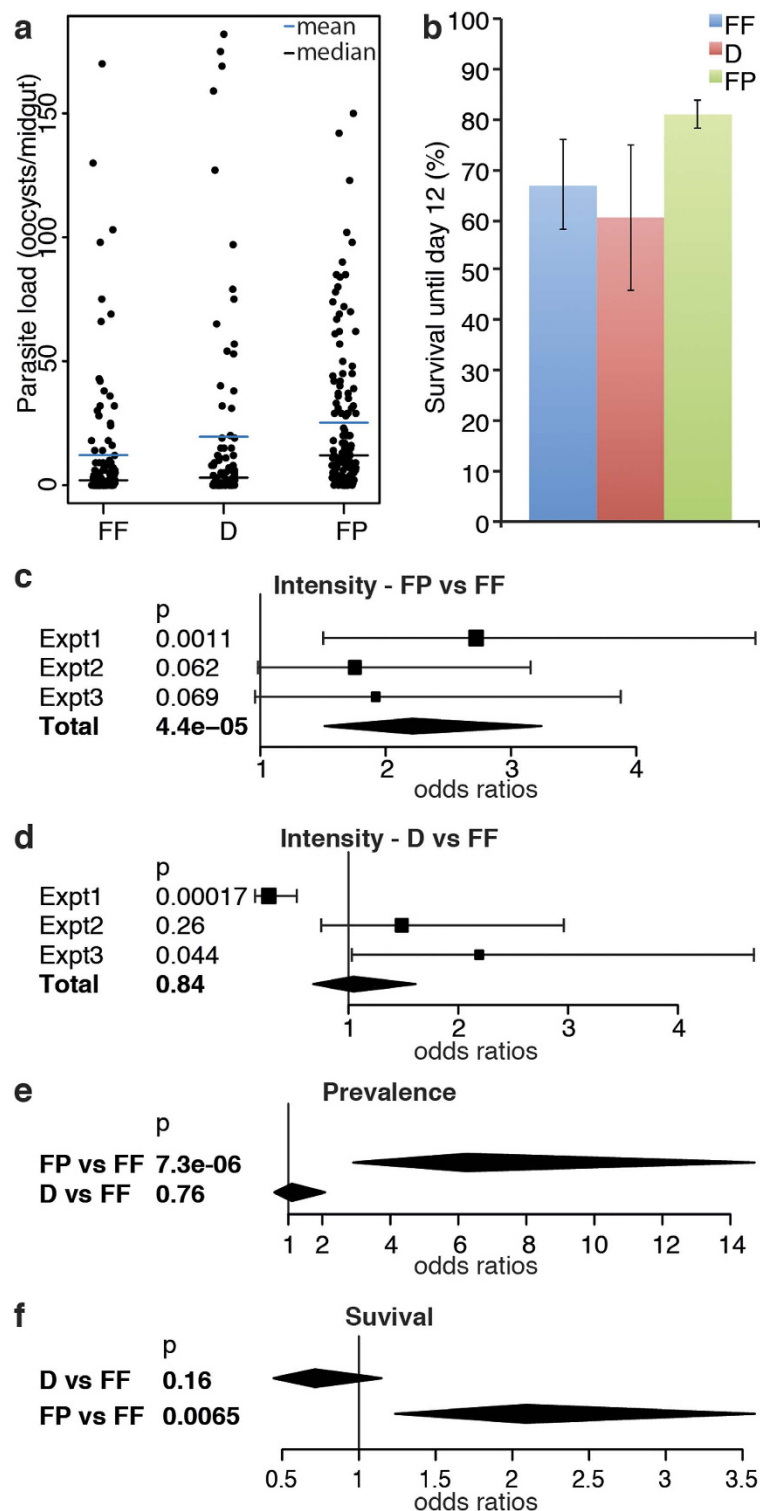 a
mean
median
Parasite load (oocysts/midgut)
150
100
50
0
FF D FP
b
FF
D
FP
Survival until day 12 (%)
100
90
80
70
60
50
40
30
20
10
0
c
Intensity - FP vs FF
p
Expt1 0.0011
Expt2 0.062
Expt3 0.069
Total 4.4e−05
1 2 3 4
odds ratios
d
Intensity - D vs FF
p
Expt1 0.00017
Expt2 0.26
Expt3 0.044
Total 0.84
1 2 3 4
odds ratios
e
Prevalence
p
FP vs FF 7.3e-06
D vs FF 0.76
1 2 4 6 8 10 12 14
odds ratios
f
Suvival
p
D vs FF 0.16
FP vs FF 0.0065
0.5 1 1.5 2 2.5 3 3.5
odds ratios